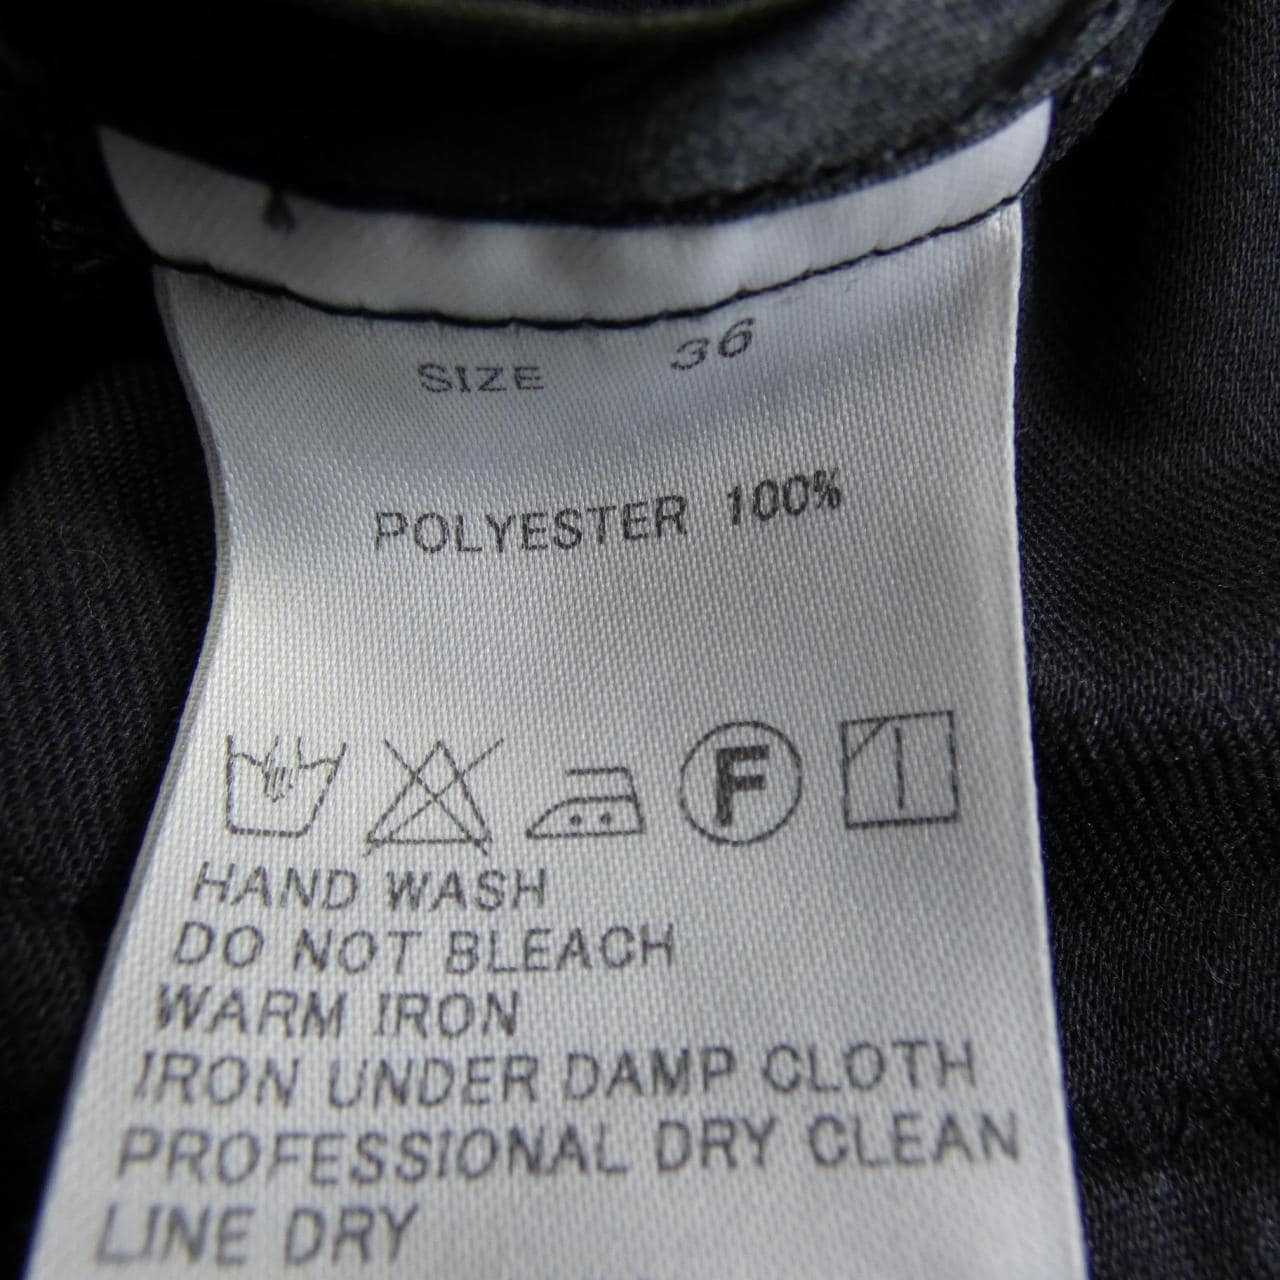 SIZE 36
POLYESTER 100%
F
HAND WASH
DO NOT BLEACH
WARM IRON
IRON UNDER DAMP CLOTH
PROFESSIONAL DRY CLEAN
LINE DRY